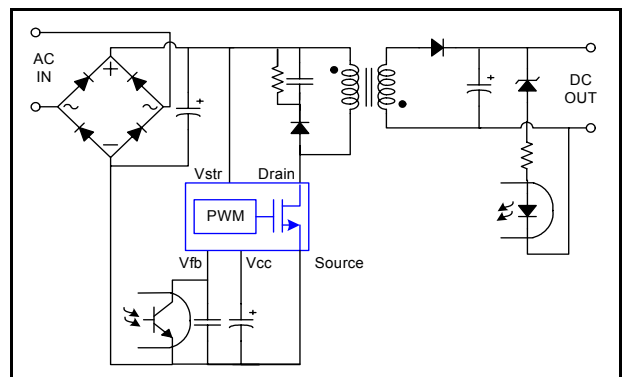 AC
IN
DC
OUT
Vstr
Drain
PWM
Vfb
Vcc
Source